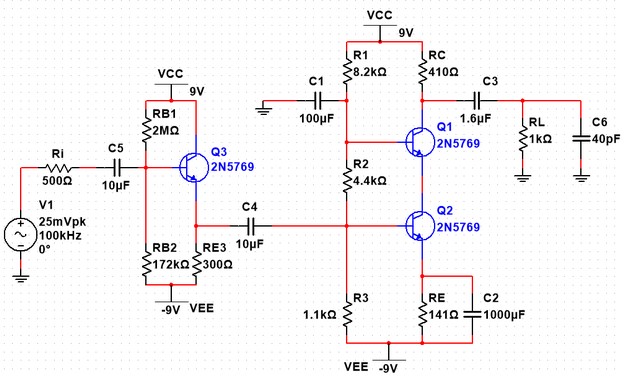 VCC
9V
R1
8.2kΩ
RC
410Ω
C1
100µF
C3
1.6µF
VCC
9V
RB1
2MΩ
Q3
2N5769
Q1
2N5769
RL
1kΩ
C6
40pF
Ri
500Ω
C5
10µF
R2
4.4kΩ
V1
25mVpk
100kHz
0°
C4
10µF
Q2
2N5769
RB2
172kΩ
RE3
300Ω
-9V
VEE
R3
1.1kΩ
RE
141Ω
C2
1000µF
VEE
-9V